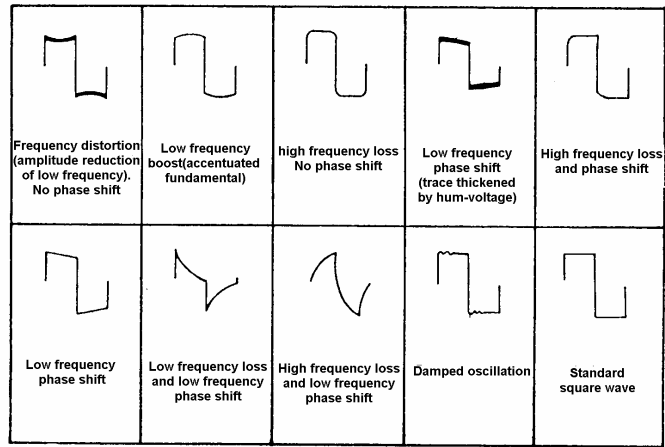 Frequency distortion
(amplitude reduction
of low frequency).
No phase shift
Low frequency
boost(accentuated
fundamental)
high frequency loss
No phase shift
Low frequency
phase shift
(trace thickened
by hum-voltage)
High frequency loss
and phase shift
Low frequency
phase shift
Low frequency loss
and low frequency
phase shift
High frequency loss
and low frequency
phase shift
Damped oscillation
Standard
square wave